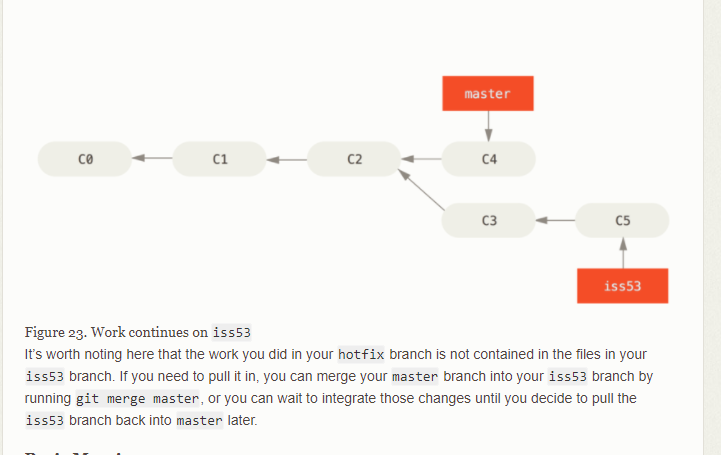 master
C0
C1
C2
C4
C3
C5
iss53
Figure 23. Work continues on iss53
It's worth noting here that the work you did in your hotfix branch is not contained in the files in your
iss53 branch. If you need to pull it in, you can merge your master branch into your iss53 branch by
running git merge master, or you can wait to integrate those changes until you decide to pull the
iss53 branch back into master later.